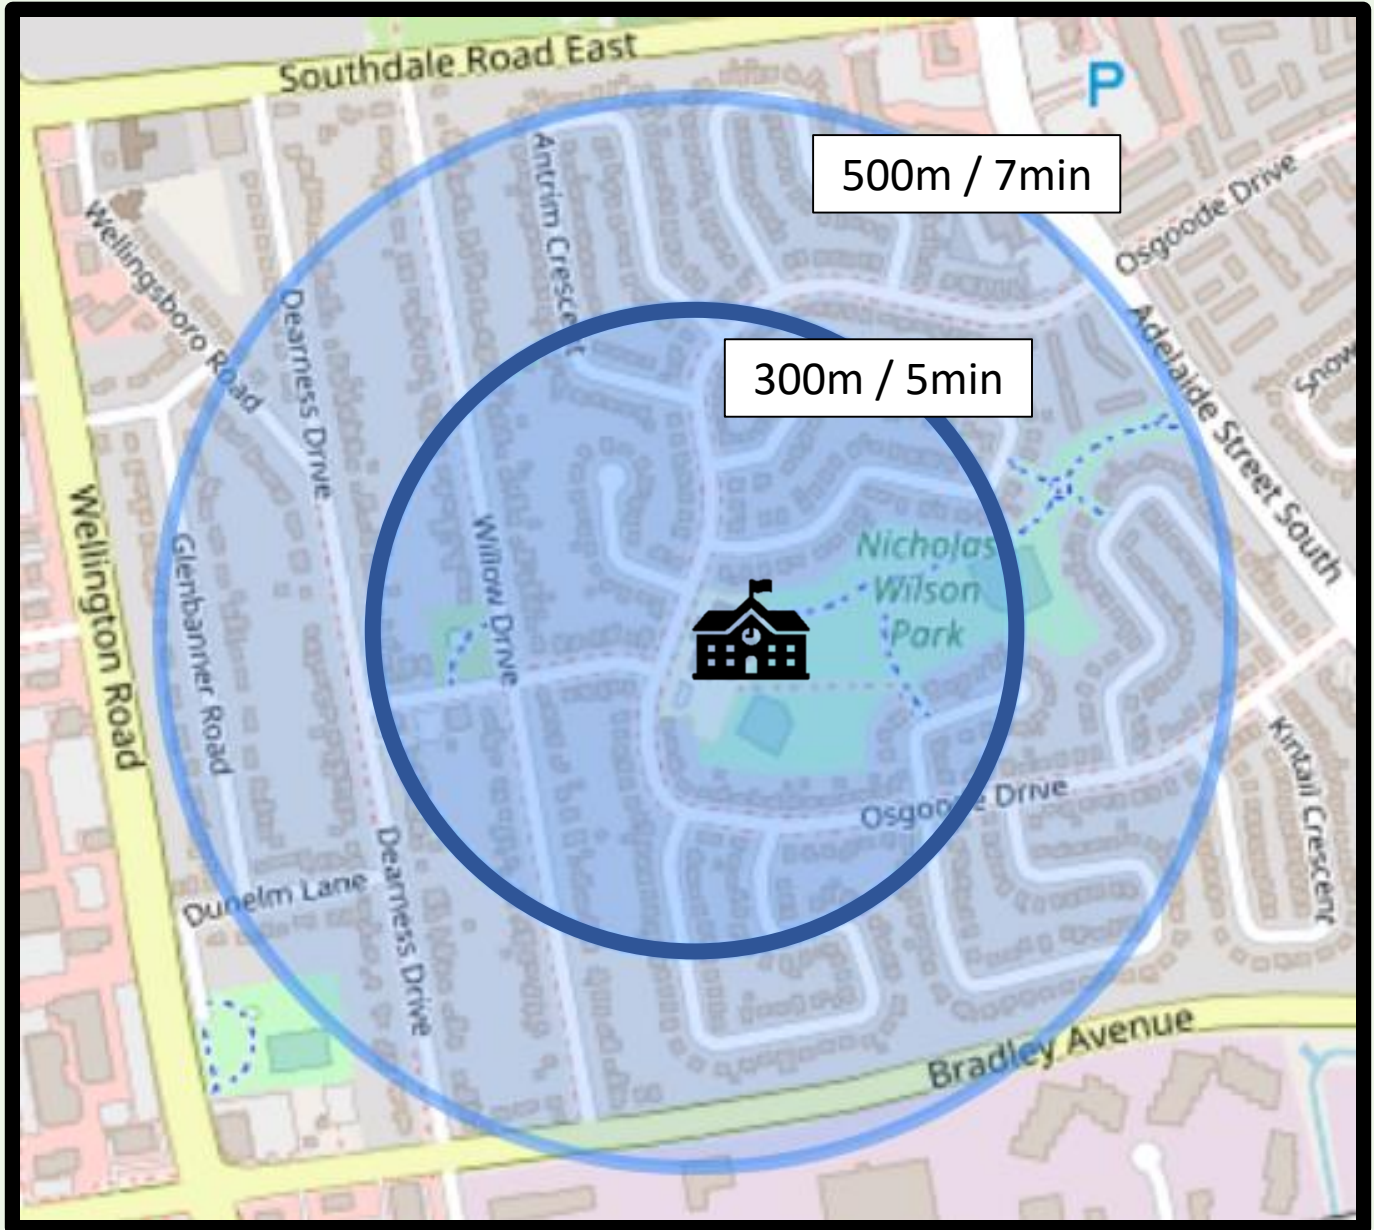 Southdale Road East
P
500m / 7min
Antrim Crescent
Osgoode Drive
Wellingsboro Road
Dearness Drive
Adelaide Street South
300m / 5min
Snow
Wellington Road
Willow Drive
Glenbanner Road
Nicholas
Wilson
Park
Osgoode Drive
Kintail Crescent
Dunelm Lane
Dearness Drive
Bradley Avenue